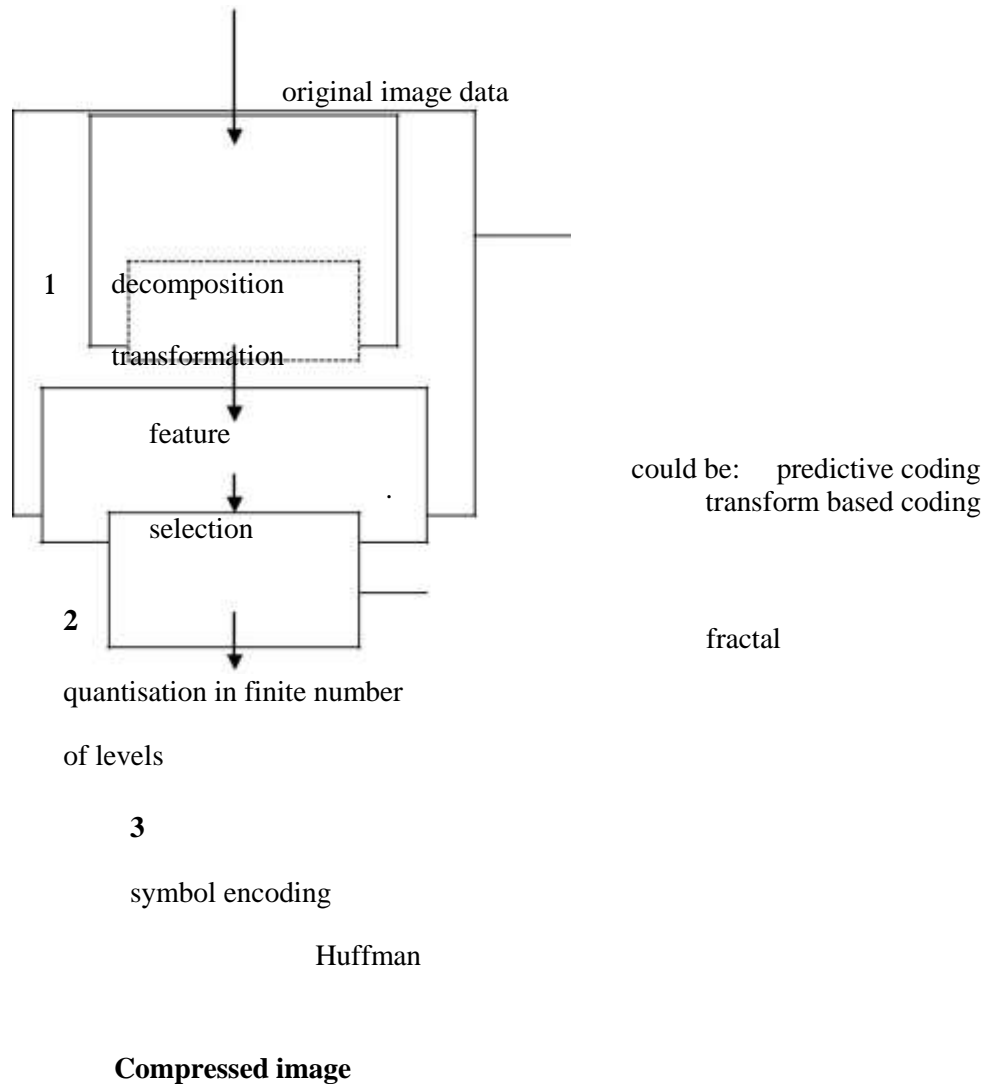 original image data
1 decomposition
transformation
feature
could be: predictive coding
transform based coding
selection
2
fractal
quantisation in finite number
of levels
3
symbol encoding
Huffman
Compressed image